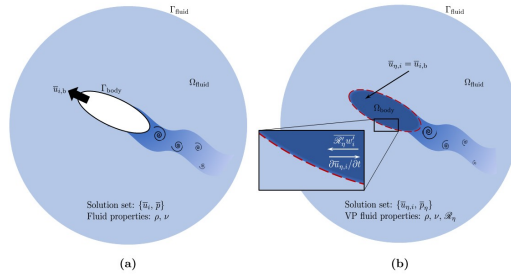 Γfluid
Ωfluid
ūi,b
Γbody
Solution set: {ūi, p̄}
Fluid properties: ρ, ν
(a)
Γfluid
ūη,i = ūi,b
Ωfluid
Ωbody
∂ūη,i/∂t
Solution set: {ūη,i, p̄η}
VP fluid properties: ρ, ν, ℛη
(b)